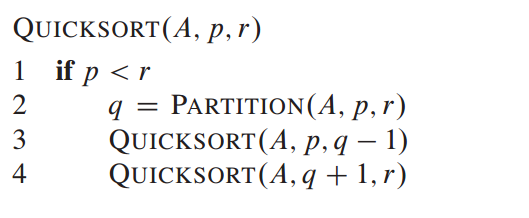 QUICKSORT(A, p, r)
1 if p < r
2 q = PARTITION(A, p, r)
3 QUICKSORT(A, p, q − 1)
4 QUICKSORT(A, q + 1, r)